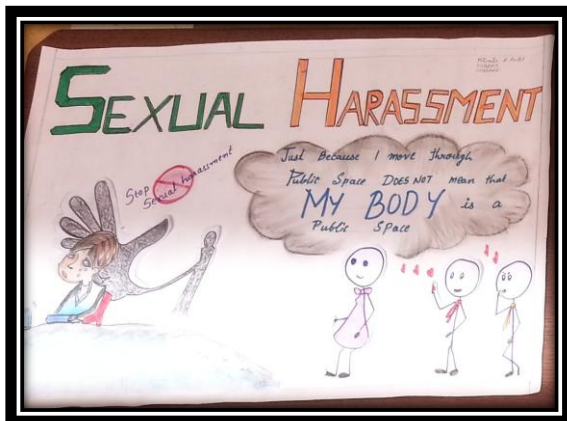 SEXUAL HARASSMENT
Stop
Sexual harassment
Just Because I move through
Public Space DOES NOT mean that
MY BODY is a
Public Space